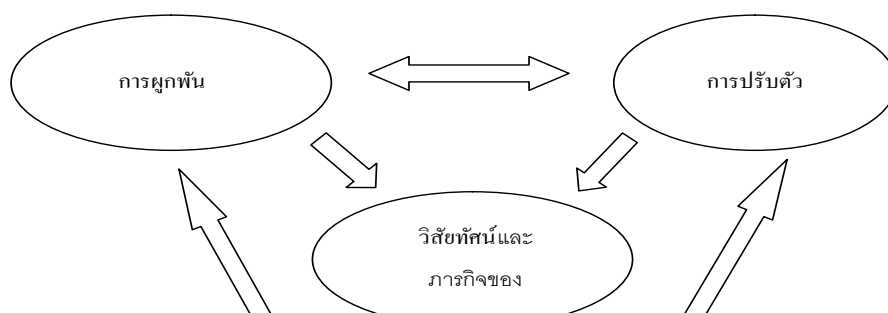 การผูกพัน
การปรับตัว
วิสัยทัศน์และ
ภารกิจของ